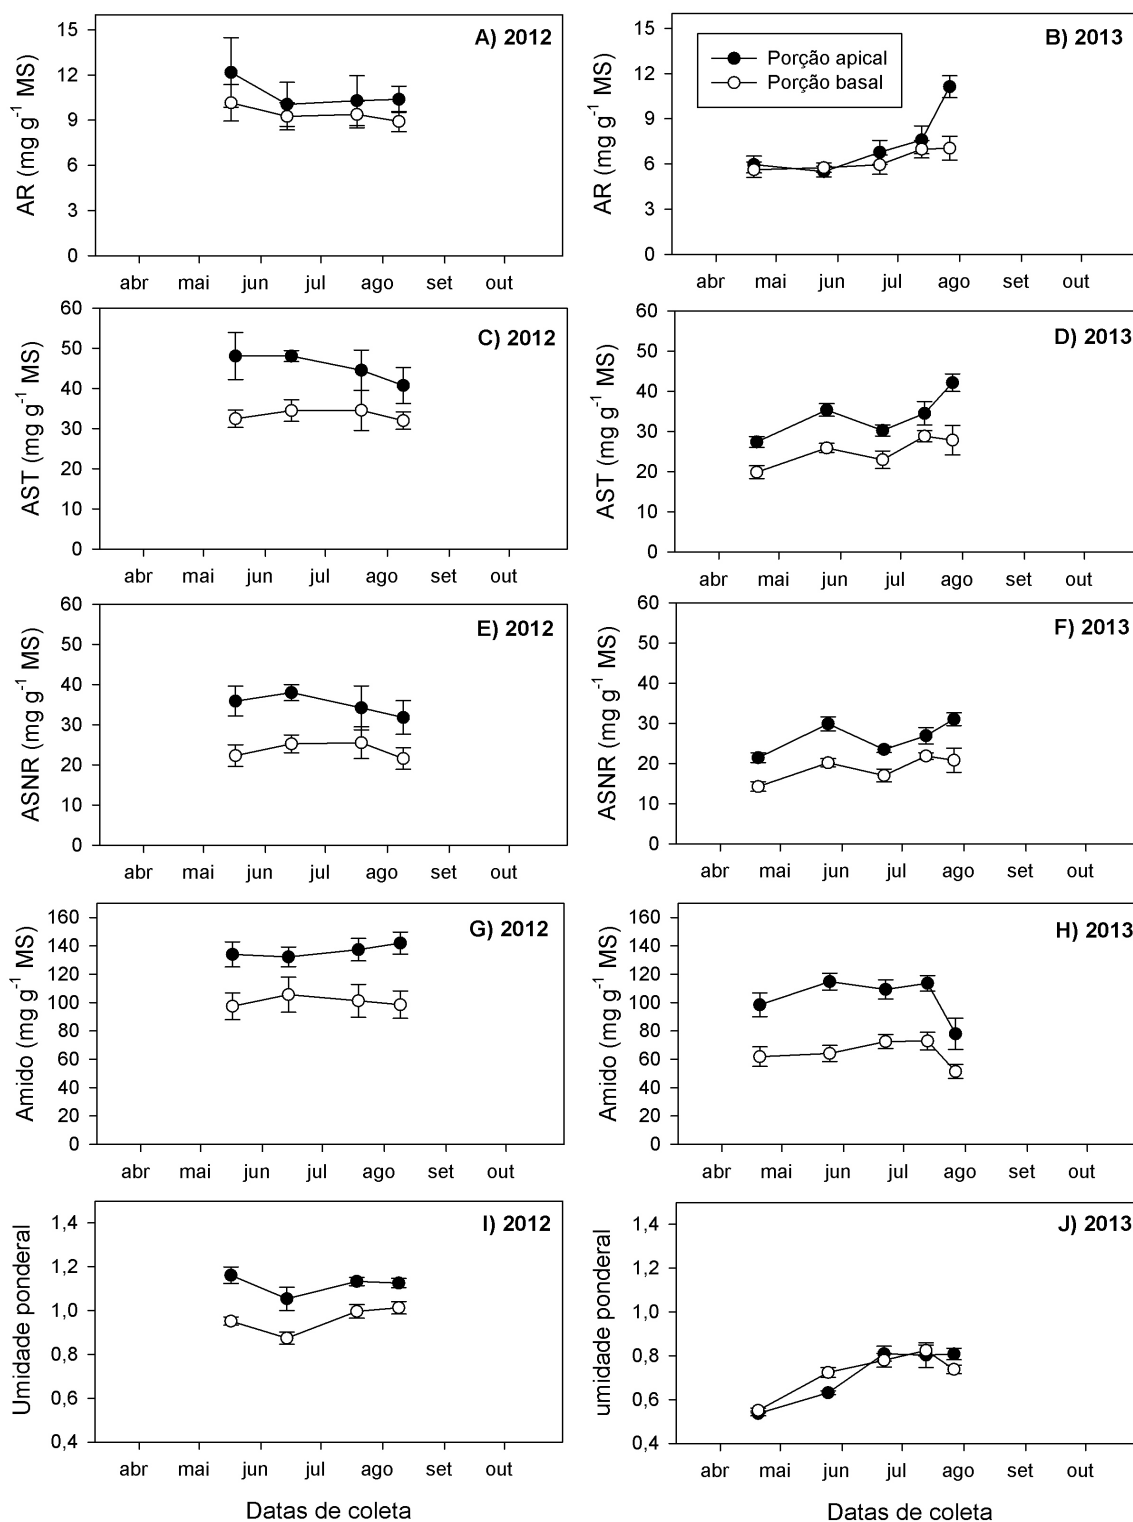 A) 2012
AR (mg g⁻¹ MS)
15
12
9
6
3
0
abr mai jun jul ago set out
B) 2013
Porção apical
Porção basal
AR (mg g⁻¹ MS)
15
12
9
6
3
0
abr mai jun jul ago set out
C) 2012
AST (mg g⁻¹ MS)
60
50
40
30
20
10
0
abr mai jun jul ago set out
D) 2013
AST (mg g⁻¹ MS)
60
50
40
30
20
10
0
abr mai jun jul ago set out
E) 2012
ASNR (mg g⁻¹ MS)
60
50
40
30
20
10
0
abr mai jun jul ago set out
F) 2013
ASNR (mg g⁻¹ MS)
60
50
40
30
20
10
0
abr mai jun jul ago set out
G) 2012
Amido (mg g⁻¹ MS)
160
140
120
100
80
60
40
20
0
abr mai jun jul ago set out
H) 2013
Amido (mg g⁻¹ MS)
160
140
120
100
80
60
40
20
0
abr mai jun jul ago set out
I) 2012
Umidade ponderal
1,4
1,2
1,0
0,8
0,6
0,4
abr mai jun jul ago set out
Datas de coleta
J) 2013
umidade ponderal
1,4
1,2
1,0
0,8
0,6
0,4
abr mai jun jul ago set out
Datas de coleta